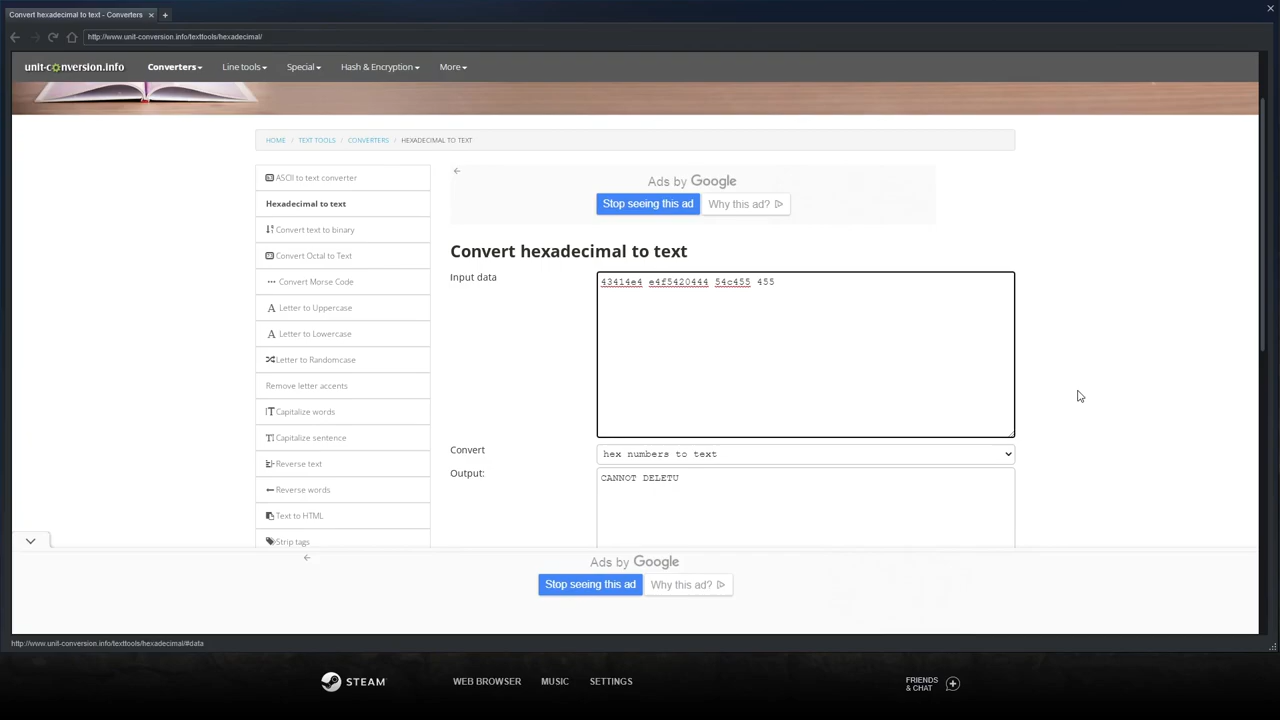 Convert hexadecimal to text - Converters
http://www.unit-conversion.info/texttools/hexadecimal/
unit-conversion.info Converters Line tools Special Hash & Encryption More
HOME / TEXT TOOLS / CONVERTERS / HEXADECIMAL TO TEXT
ASCII to text converter
Hexadecimal to text
Convert text to binary
Convert Octal to Text
Convert Morse Code
Letter to Uppercase
Letter to Lowercase
Letter to Randomcase
Remove letter accents
Capitalize words
Capitalize sentence
Reverse text
Reverse words
Text to HTML
Strip tags
Ads by Google
Stop seeing this ad Why this ad?
Convert hexadecimal to text
Input data
43414e4 e4f5420444 54c455 455
Convert
hex numbers to text
Output:
CANNOT DELETU
Ads by Google
Stop seeing this ad Why this ad?
http://www.unit-conversion.info/texttools/hexadecimal/#data
STEAM WEB BROWSER MUSIC SETTINGS
FRIENDS
& CHAT